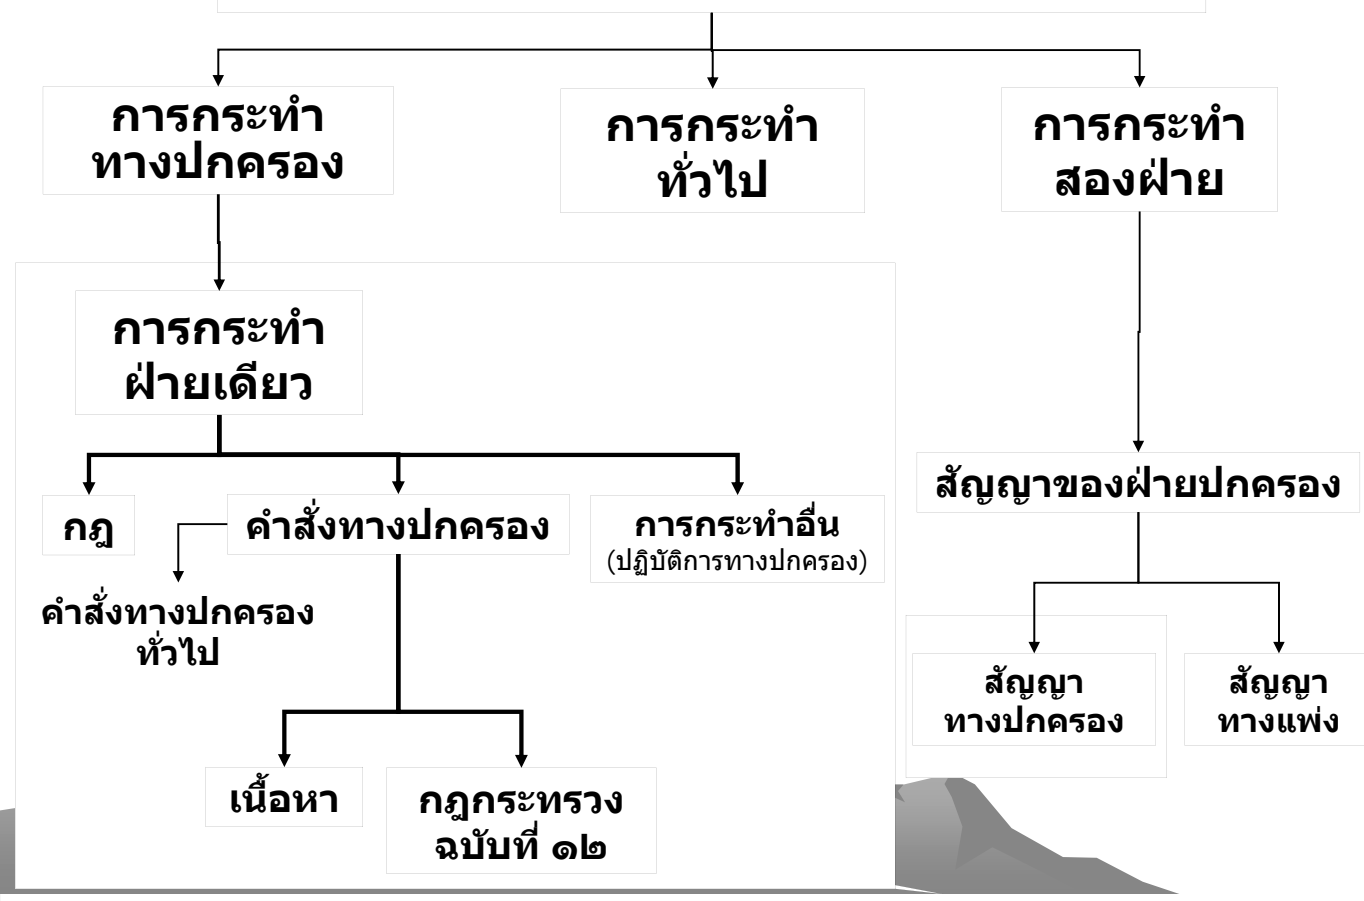 การกระทำ
ทางปกครอง
การกระทำ
ทั่วไป
การกระทำ
สองฝ่าย
การกระทำ
ฝ่ายเดียว
กฎ
คำสั่งทางปกครอง
การกระทำอื่น
(ปฏิบัติการทางปกครอง)
สัญญาของฝ่ายปกครอง
คำสั่งทางปกครอง
ทั่วไป
สัญญา
ทางปกครอง
สัญญา
ทางแพ่ง
เนื้อหา
กฎกระทรวง
ฉบับที่ ๑๒